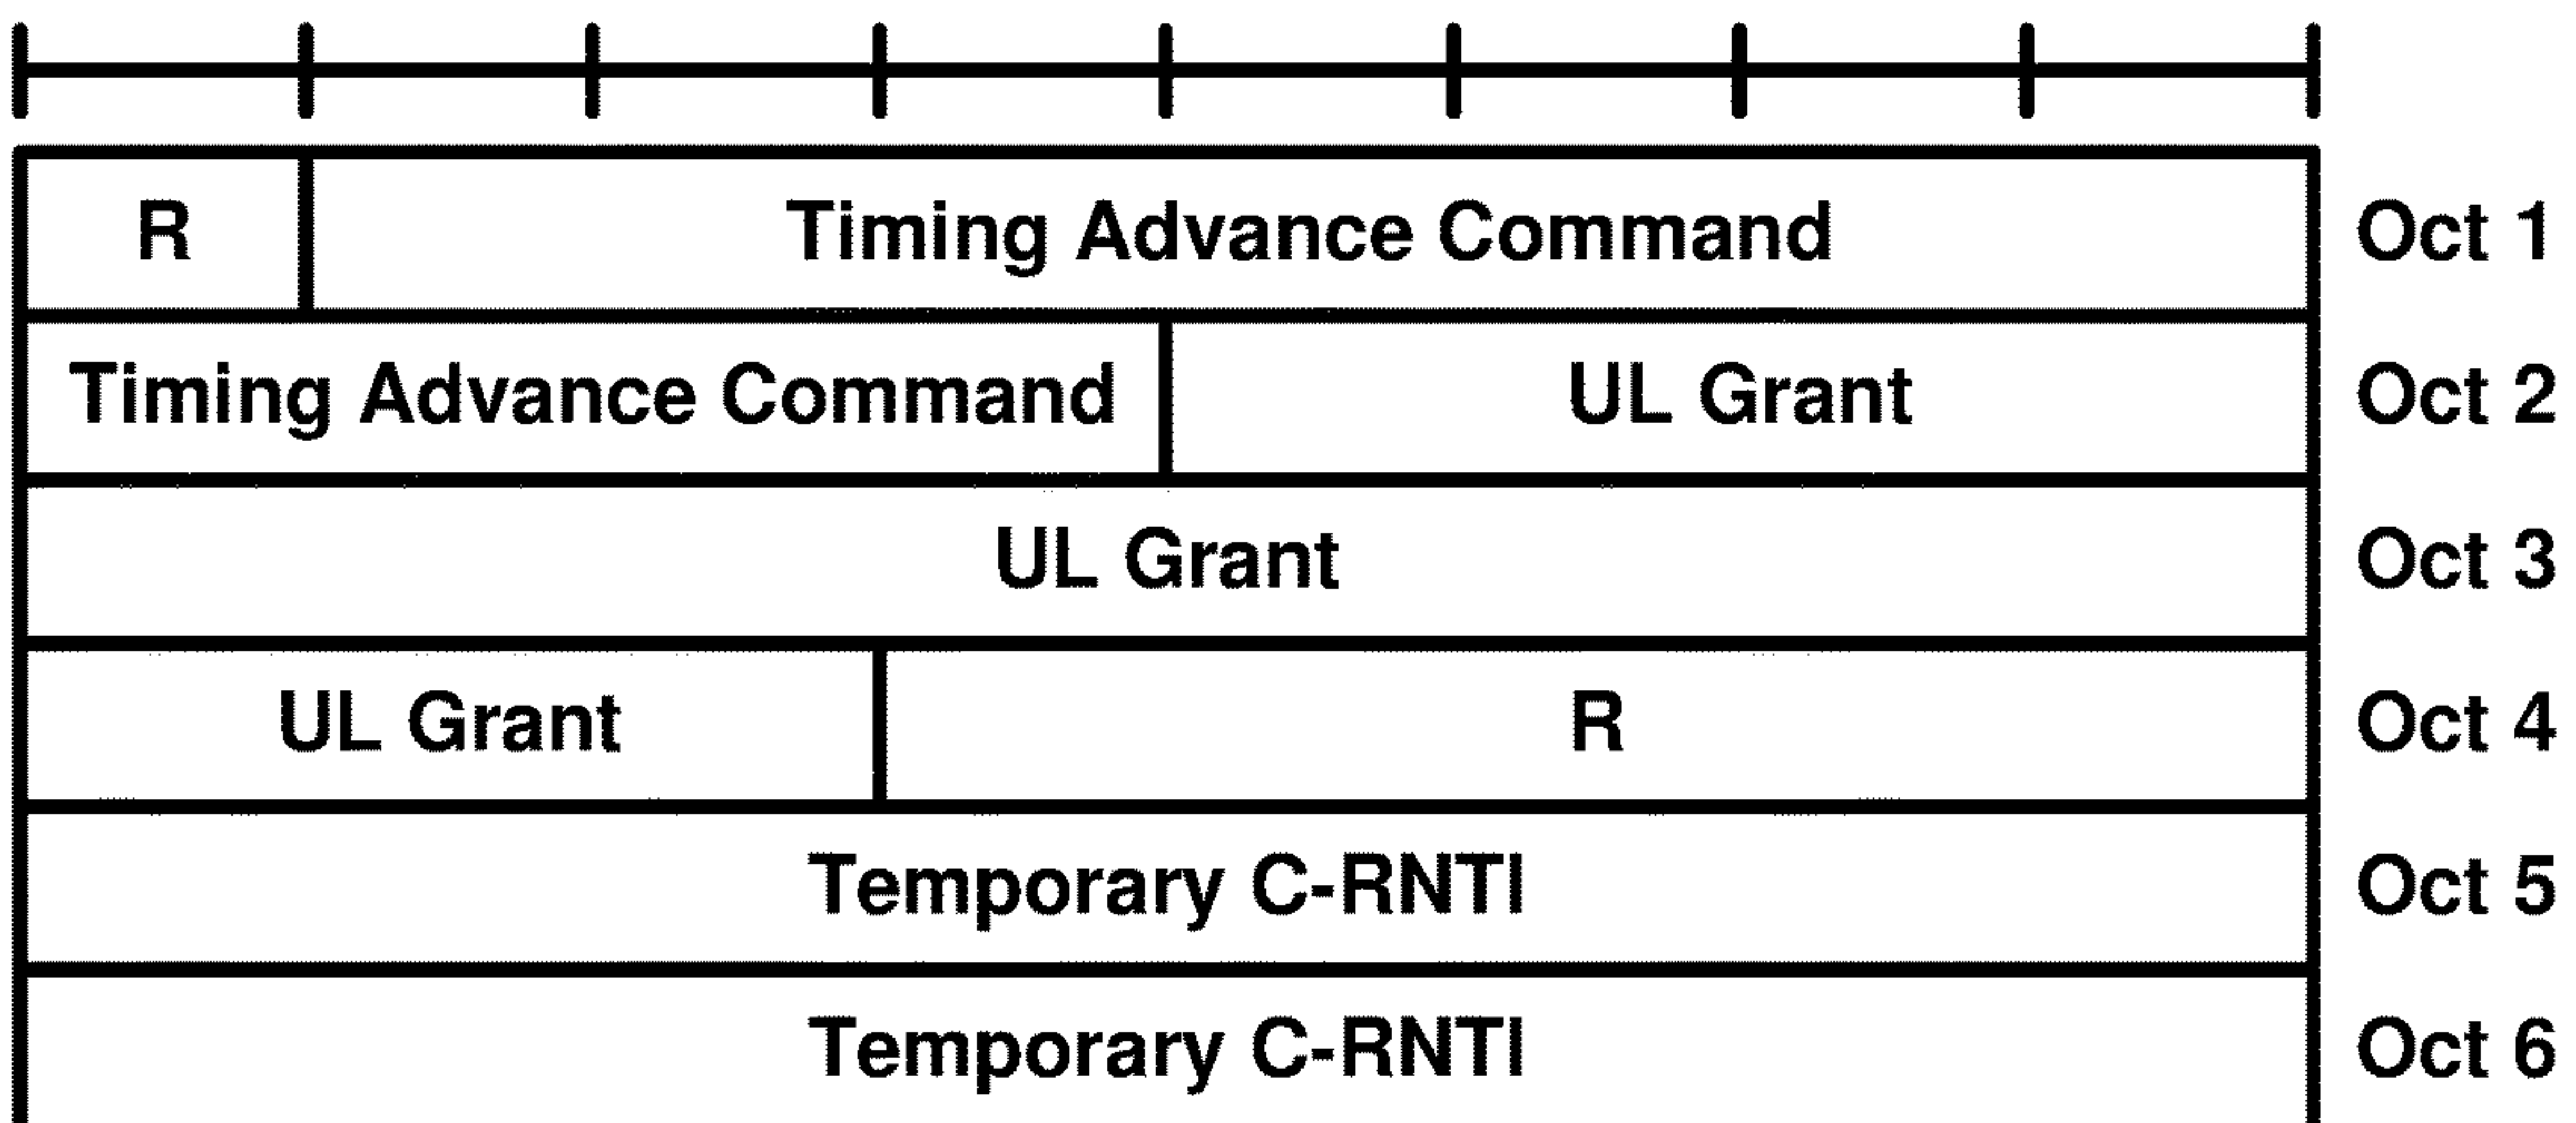 R Timing Advance Command Oct 1
Timing Advance Command UL Grant Oct 2
UL Grant Oct 3
UL Grant R Oct 4
Temporary C-RNTI Oct 5
Temporary C-RNTI Oct 6